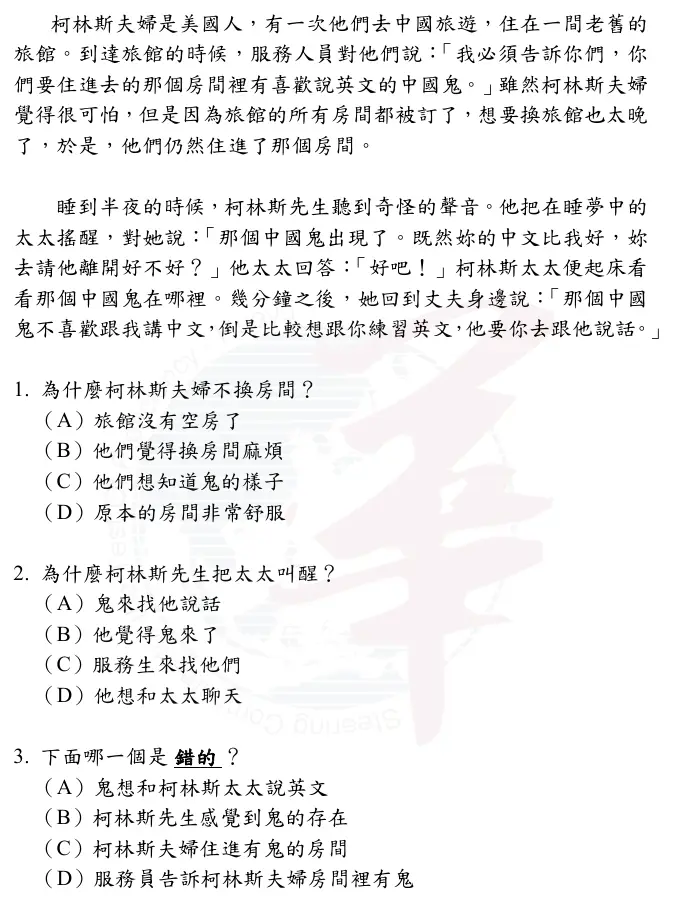 柯林斯夫婦是美國人，有一次他們去中國旅遊，住在一間老舊的
旅館。到達旅館的時候，服務人員對他們說：「我必須告訴你們，你
們要住進去的那個房間裡有喜歡說英文的中國鬼。」雖然柯林斯夫婦
覺得很可怕，但是因為旅館的所有房間都被訂了，想要換旅館也太晚
了，於是，他們仍然住進了那個房間。
睡到半夜的時候，柯林斯先生聽到奇怪的聲音。他把在睡夢中的
太太搖醒，對她說：「那個中國鬼出現了。既然妳的中文比我好，妳
去請他離開好不好？」他太太回答：「好吧！」柯林斯太太便起床看
看那個中國鬼在哪裡。幾分鐘之後，她回到丈夫身邊說：「那個中國
鬼不喜歡跟我講中文，倒是比較想跟你練習英文，他要你去跟他說話。」
1. 為什麼柯林斯夫婦不換房間？
（A）旅館沒有空房了
（B）他們覺得換房間麻煩
（C）他們想知道鬼的樣子
（D）原本的房間非常舒服
2. 為什麼柯林斯先生把太太叫醒？
（A）鬼來找他說話
（B）他覺得鬼來了
（C）服務生來找他們
（D）他想和太太聊天
3. 下面哪一個是 錯的 ？
（A）鬼想和柯林斯太太說英文
（B）柯林斯先生感覺到鬼的存在
（C）柯林斯夫婦住進有鬼的房間
（D）服務員告訴柯林斯夫婦房間裡有鬼
華